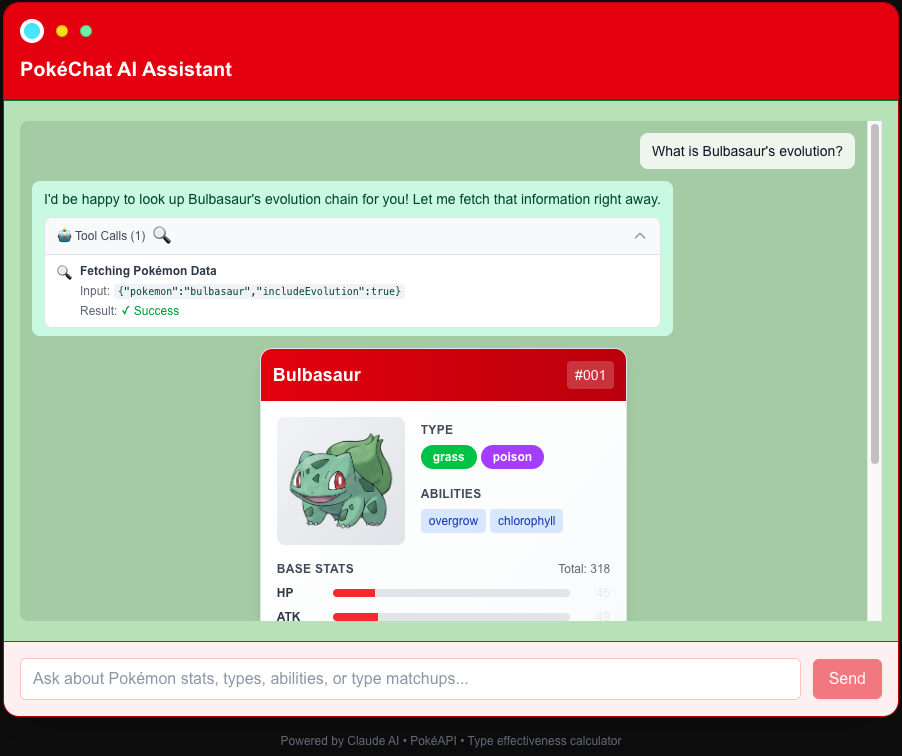 PokéChat AI Assistant
What is Bulbasaur's evolution?
I'd be happy to look up Bulbasaur's evolution chain for you! Let me fetch that information right away.
Tool Calls (1)
Fetching Pokémon Data
Input: {"pokemon":"bulbasaur","includeEvolution":true}
Result: ✓ Success
Bulbasaur #001
TYPE
grass poison
ABILITIES
overgrow chlorophyll
BASE STATS Total: 318
HP 45
ATK 49
Ask about Pokémon stats, types, abilities, or type matchups... Send
Powered by Claude AI • PokéAPI • Type effectiveness calculator